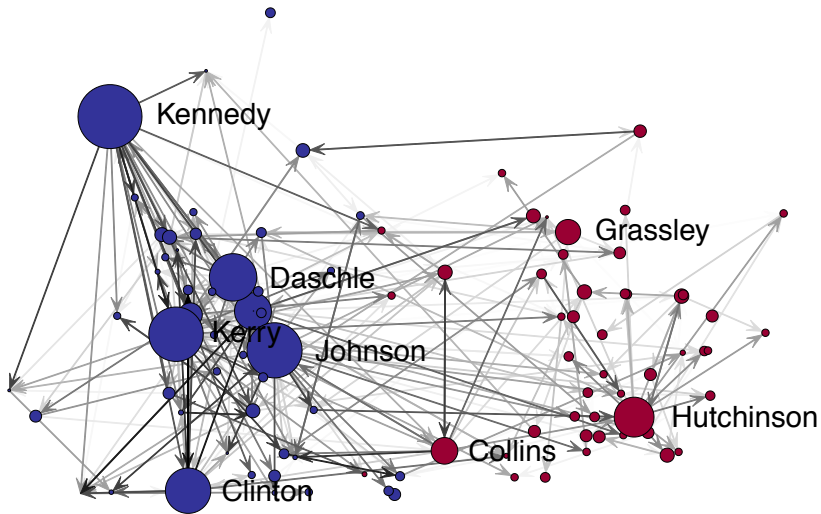 Kennedy
Grassley
Daschle
Kerry
Johnson
Hutchinson
Collins
Clinton